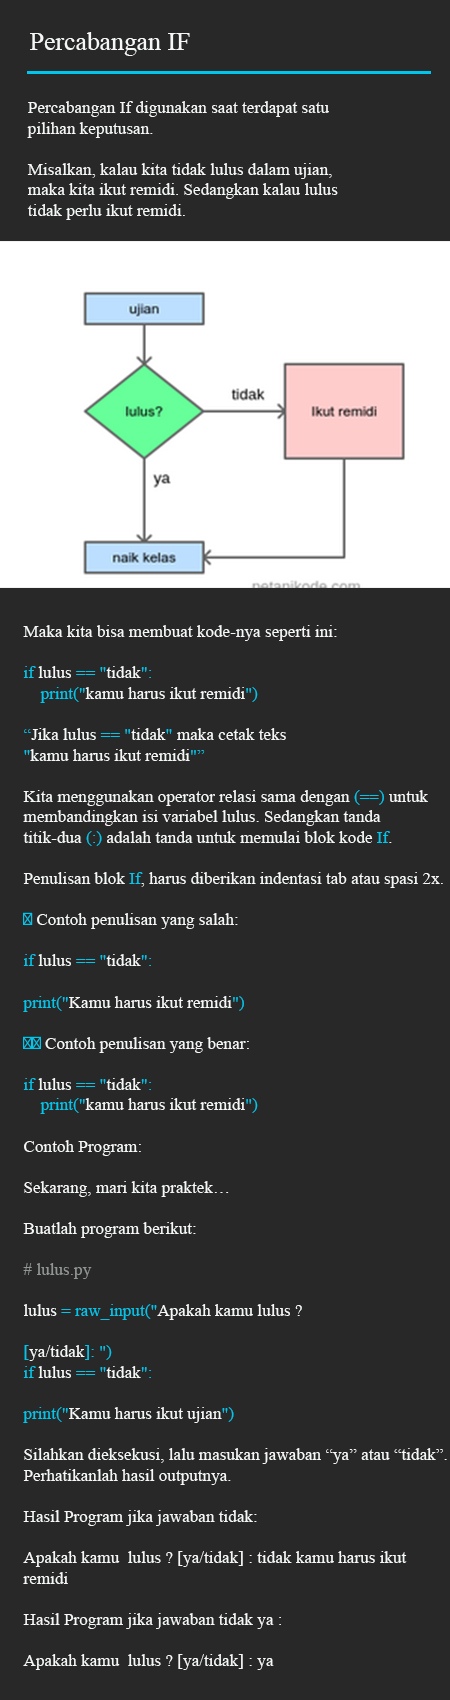 Percabangan IF
Percabangan If digunakan saat terdapat satu
pilihan keputusan.
Misalkan, kalau kita tidak lulus dalam ujian,
maka kita ikut remidi. Sedangkan kalau lulus
tidak perlu ikut remidi.
ujian
lulus?
tidak
Ikut remidi
ya
naik kelas
petanikode.com
Maka kita bisa membuat kode-nya seperti ini:
if lulus == "tidak":
print("kamu harus ikut remidi")
“Jika lulus == "tidak" maka cetak teks
"kamu harus ikut remidi"”
Kita menggunakan operator relasi sama dengan (==) untuk
membandingkan isi variabel lulus. Sedangkan tanda
titik-dua (:) adalah tanda untuk memulai blok kode If.
Penulisan blok If, harus diberikan indentasi tab atau spasi 2x.
Contoh penulisan yang salah:
if lulus == "tidak":
print("Kamu harus ikut remidi")
Contoh penulisan yang benar:
if lulus == "tidak":
print("kamu harus ikut remidi")
Contoh Program:
Sekarang, mari kita praktek…
Buatlah program berikut:
# lulus.py
lulus = raw_input("Apakah kamu lulus ?
[ya/tidak]: ")
if lulus == "tidak":
print("Kamu harus ikut ujian")
Silahkan dieksekusi, lalu masukan jawaban “ya” atau “tidak”.
Perhatikanlah hasil outputnya.
Hasil Program jika jawaban tidak:
Apakah kamu  lulus ? [ya/tidak] : tidak kamu harus ikut
remidi
Hasil Program jika jawaban tidak ya :
Apakah kamu  lulus ? [ya/tidak] : ya